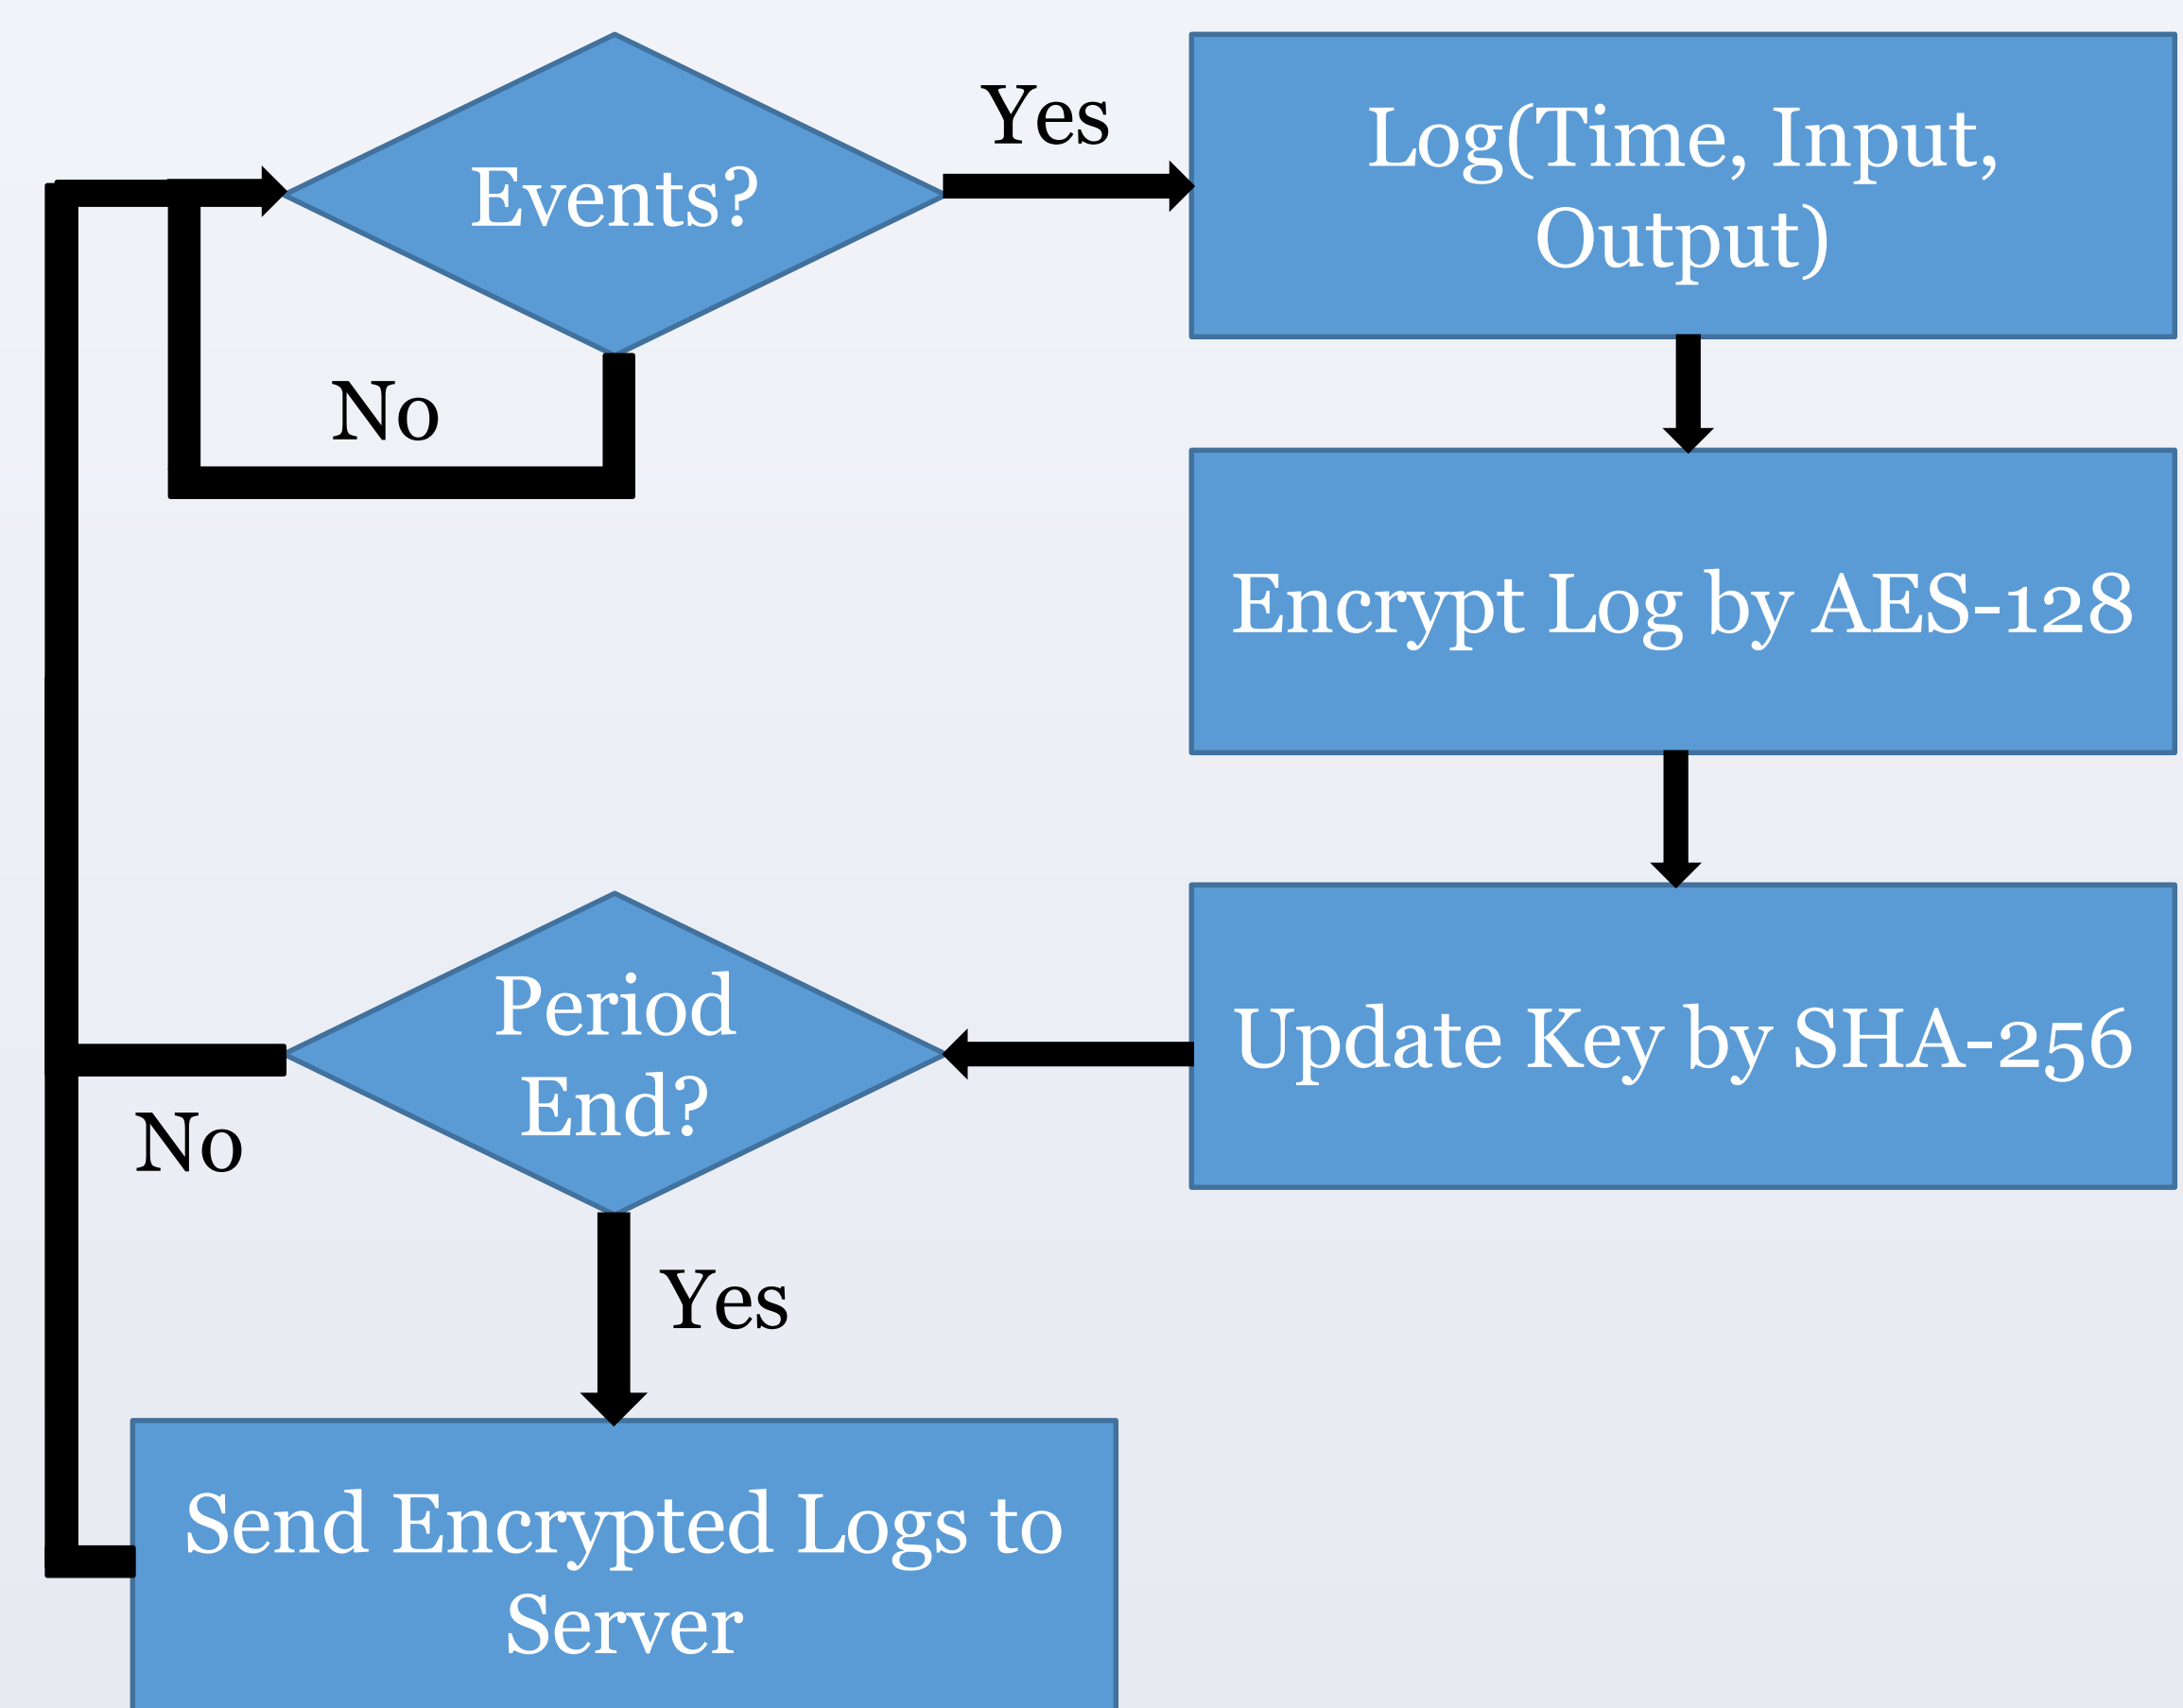 Events?
Yes
Log(Time, Input,
Output)
No
Encrypt Log by AES-128
Update Key by SHA-256
Period
End?
No
Yes
Send Encrypted Logs to
Server